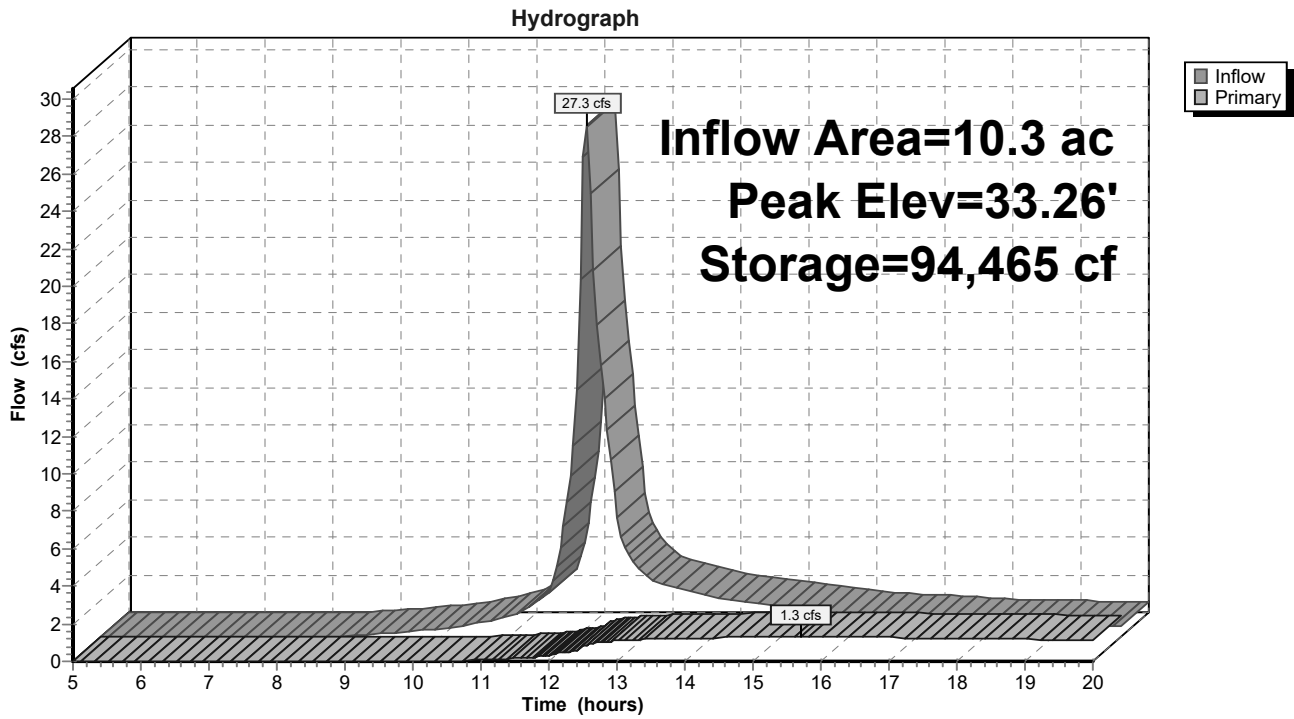 Hydrograph
Inflow
Primary
27.3 cfs
Inflow Area=10.3 ac
Peak Elev=33.26'
Storage=94,465 cf
1.3 cfs
Flow (cfs)
30
28
26
24
22
20
18
16
14
12
10
8
6
4
2
0
5 6 7 8 9 10 11 12 13 14 15 16 17 18 19 20
Time (hours)